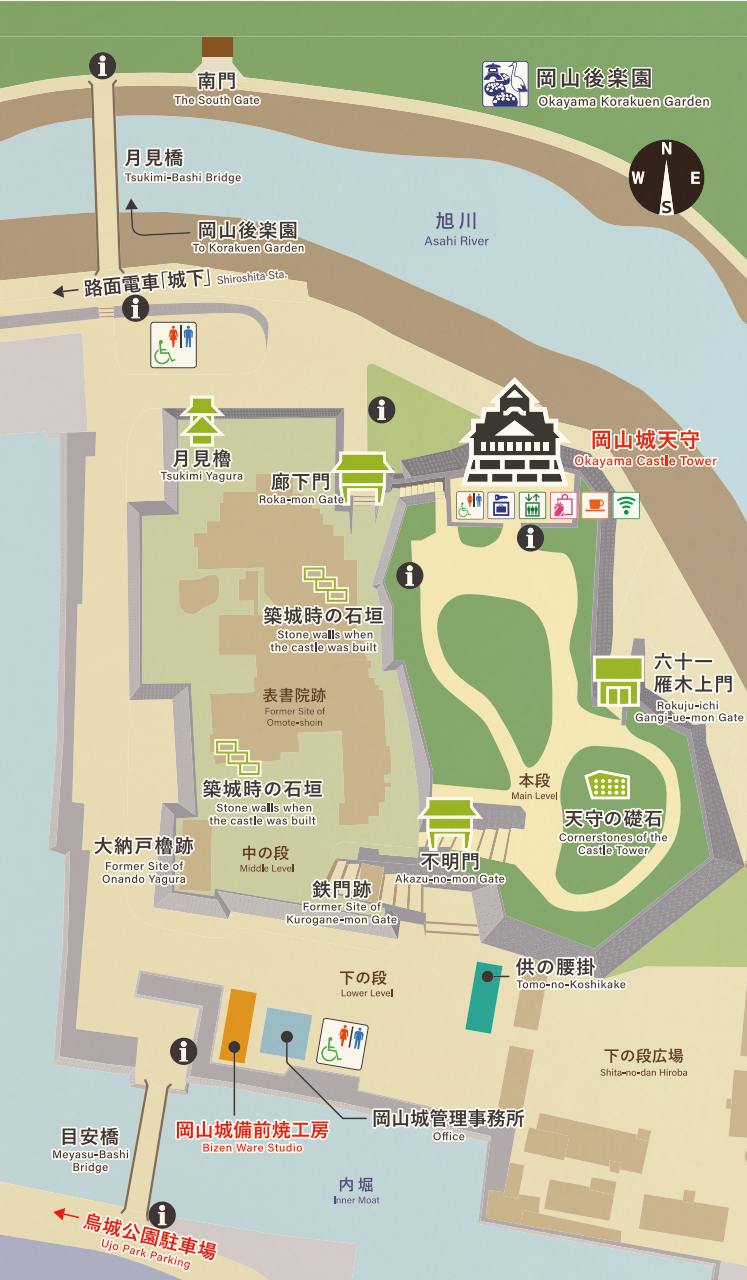 南門
The South Gate
岡山後楽園
Okayama Korakuen Garden
月見橋
Tsukimi-Bashi Bridge
N
W
E
S
岡山後楽園
To Korakuen Garden
旭川
Asahi River
路面電車「城下」 Shiroshita Sta.
月見櫓
Tsukimi Yagura
廊下門
Roka-mon Gate
岡山城天守
Okayama Castle Tower
築城時の石垣
Stone walls when
the castle was built
六十一
雁木上門
Rokuju-ichi
Gangi-ue-mon Gate
表書院跡
Former Site of
Omote-shoin
築城時の石垣
Stone walls when
the castle was built
本段
Main Level
天守の礎石
Cornerstones of the
Castle Tower
大納戸櫓跡
Former Site of
Onando Yagura
中の段
Middle Level
不明門
Akazu-no-mon Gate
鉄門跡
Former Site of
Kurogane-mon Gate
下の段
Lower Level
供の腰掛
Tomo-no-Koshikake
下の段広場
Shita-no-dan Hiroba
目安橋
Meyasu-Bashi
Bridge
岡山城備前焼工房
Bizen Ware Studio
岡山城管理事務所
Office
内堀
Inner Moat
烏城公園駐車場
Ujo Park Parking